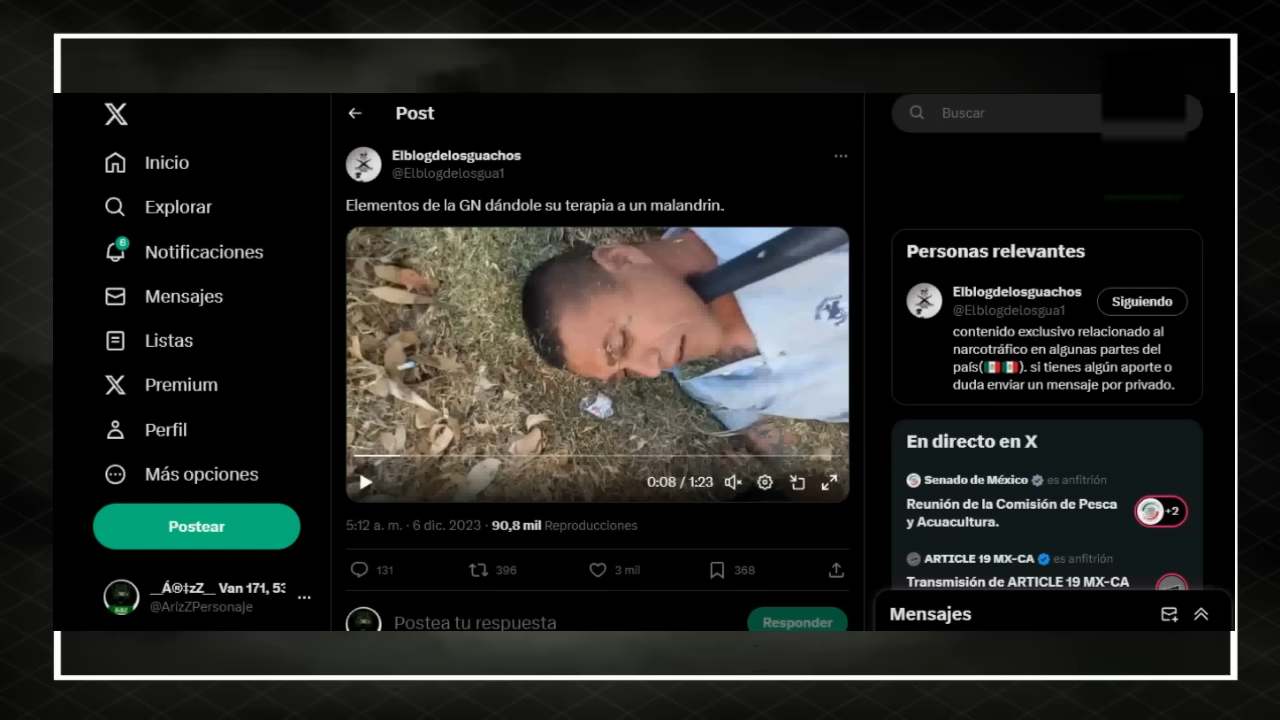 Post
Buscar
Inicio
Explorar
6
Notificaciones
Mensajes
Listas
Premium
Perfil
Más opciones
Postear
__Á®‡zZ__ Van 171, 53
@ArizZPersonaje
Elblogdelosguachos
@Elblogdelosgua1
Elementos de la GN dándole su terapia a un malandrin.
0:08 / 1:23
5:12 a. m. · 6 dic. 2023 · 90,8 mil Reproducciones
131 396 3 mil 368
Postea tu respuesta
Responder
Personas relevantes
Elblogdelosguachos
@Elblogdelosgua1
Siguiendo
contenido exclusivo relacionado al
narcotráfico en algunas partes del
país(🇲🇽🇲🇽). si tienes algún aporte o
duda enviar un mensaje por privado.
En directo en X
Senado de México es anfitrión
Reunión de la Comisión de Pesca
y Acuacultura.
+2
ARTICLE 19 MX-CA es anfitrión
Transmisión de ARTICLE 19 MX-CA
Mensajes